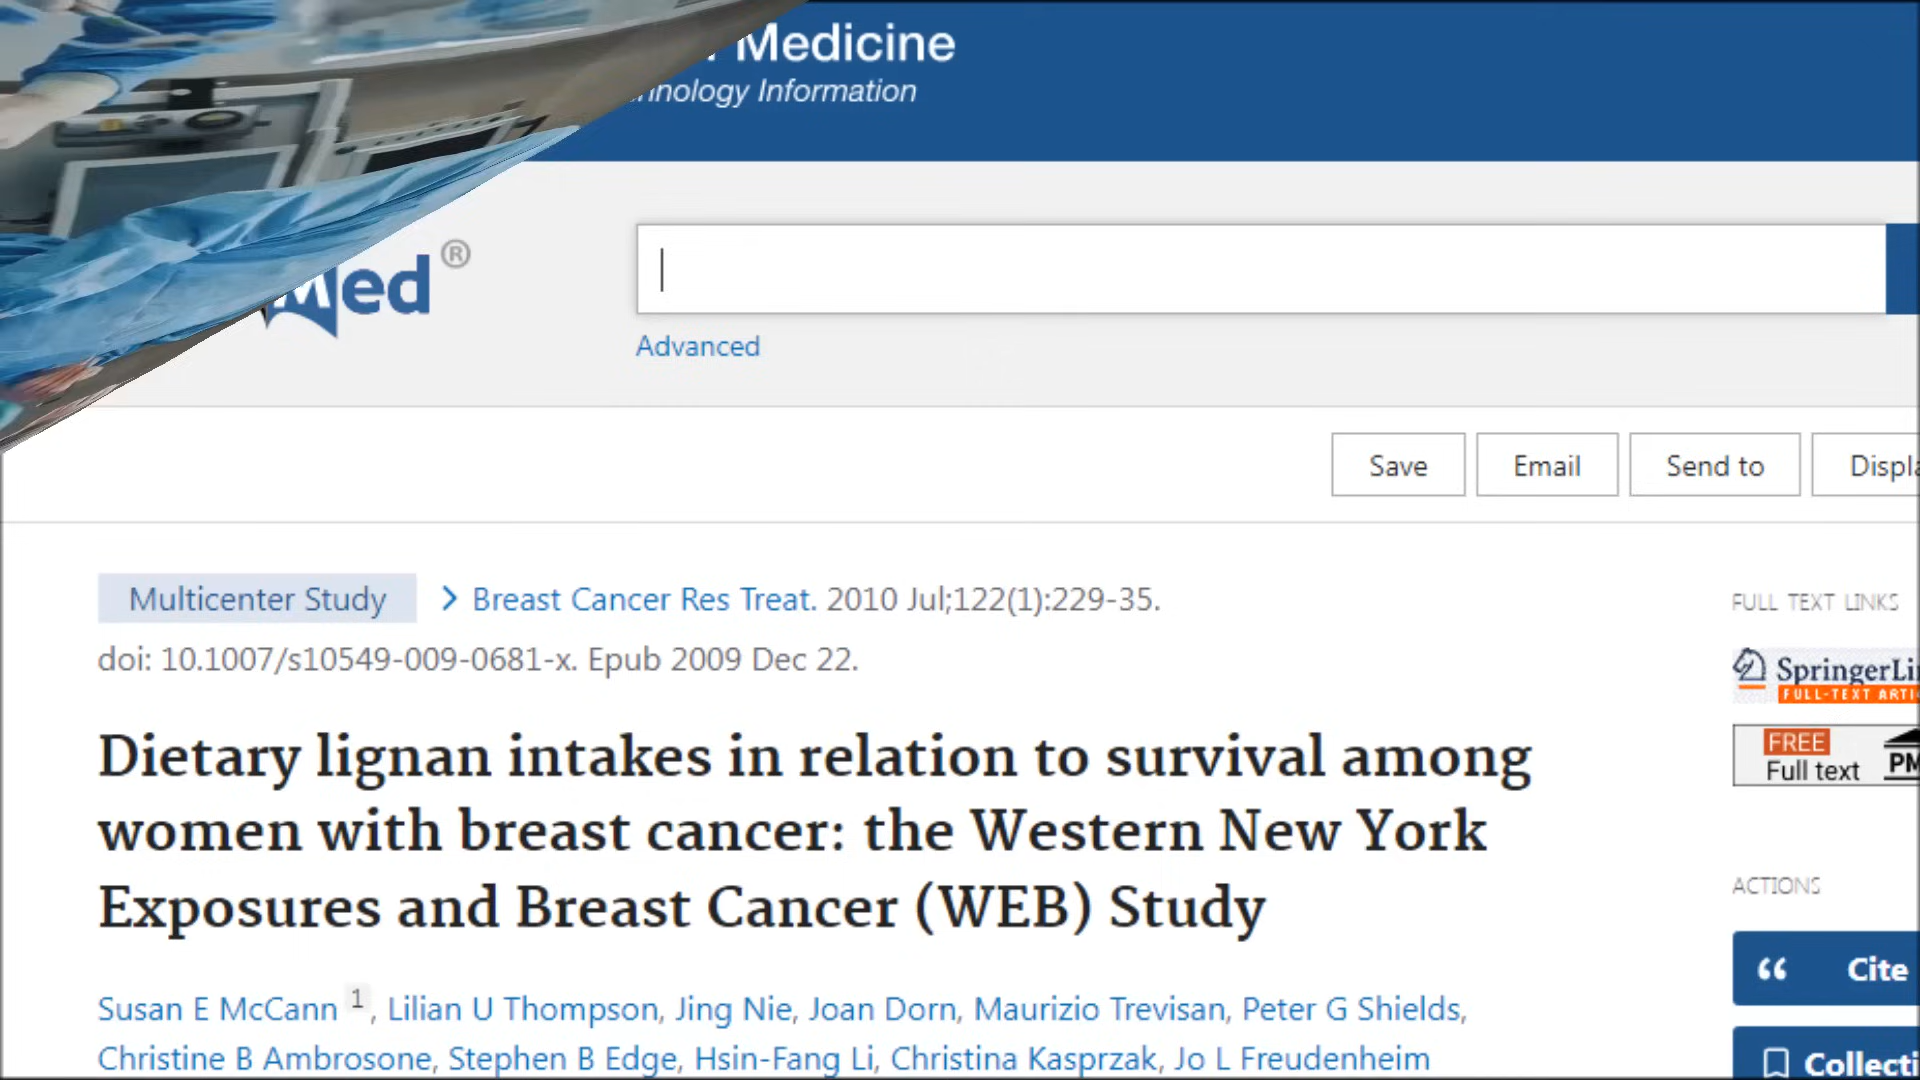 Medicine
Information
Med®
Advanced
Save
Email
Send to
Multicenter Study > Breast Cancer Res Treat. 2010 Jul;122(1):229-35.
doi: 10.1007/s10549-009-0681-x. Epub 2009 Dec 22.
FULL TEXT LINKS
FULL-TEXT
FREE
Full text
Dietary lignan intakes in relation to survival among
women with breast cancer: the Western New York
Exposures and Breast Cancer (WEB) Study
ACTIONS
Cite
Susan E McCann 1, Lilian U Thompson, Jing Nie, Joan Dorn, Maurizio Trevisan, Peter G Shields,
Christine B Ambrosone, Stephen B Edge, Hsin-Fang Li, Christina Kasprzak, Jo L Freudenheim